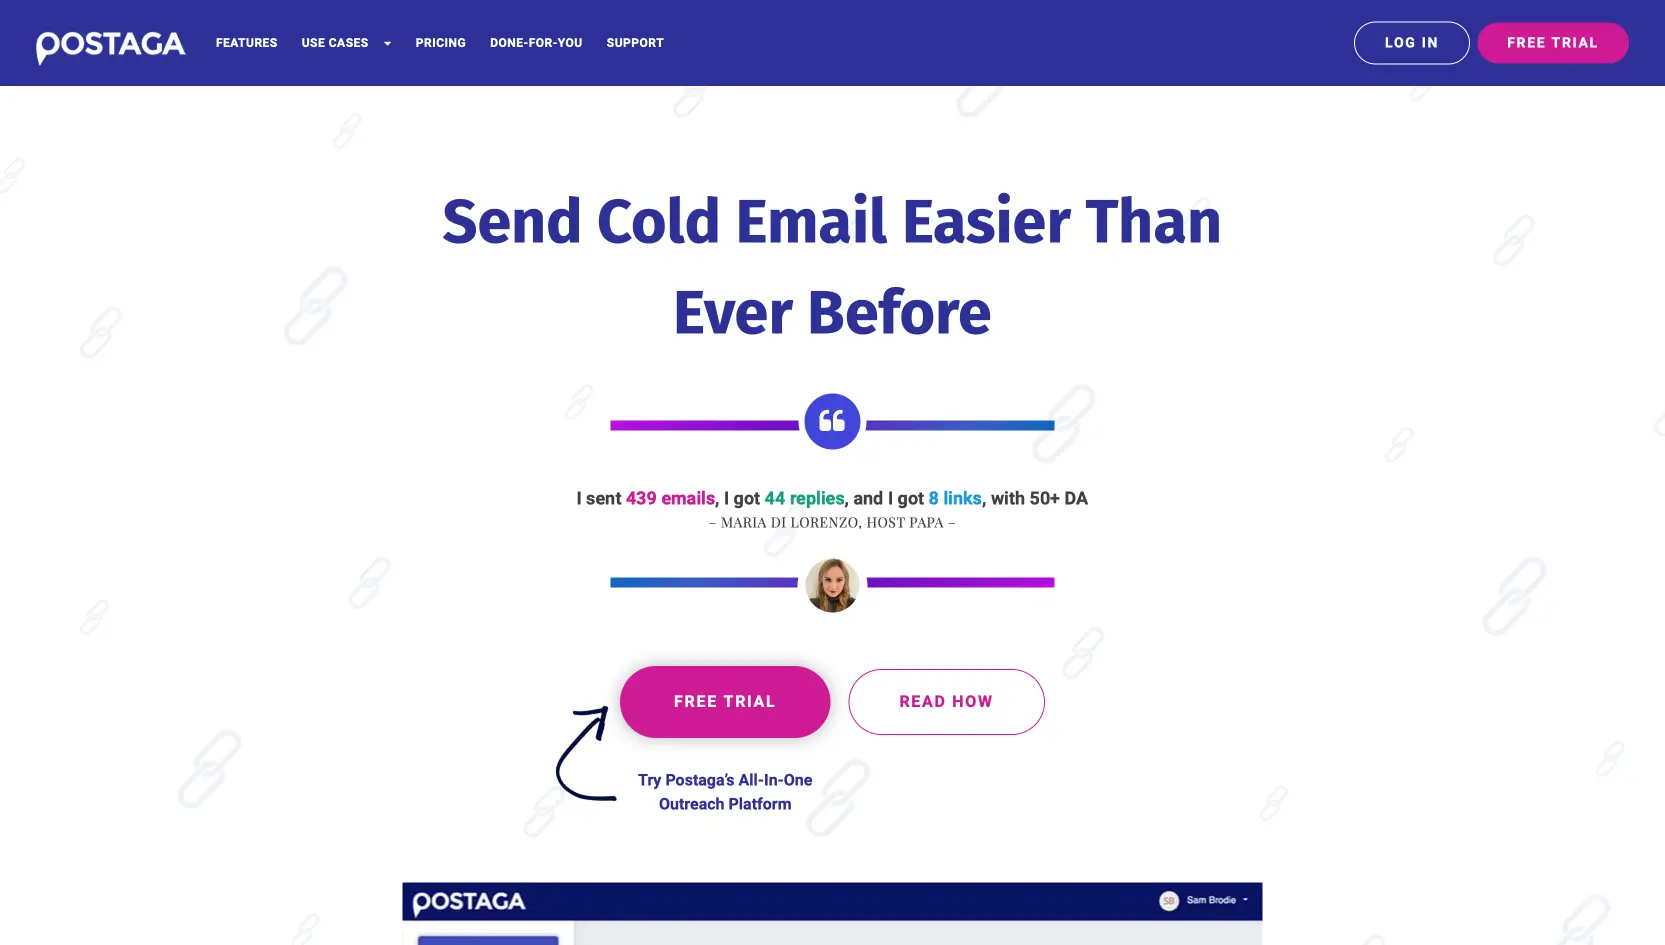 POSTAGA
FEATURES
USE CASES
PRICING
DONE-FOR-YOU
SUPPORT
LOG IN
FREE TRIAL
Send Cold Email Easier Than
Ever Before
I sent 439 emails, I got 44 replies, and I got 8 links, with 50+ DA
– MARIA DI LORENZO, HOST PAPA –
FREE TRIAL
READ HOW
Try Postaga’s All-In-One
Outreach Platform
POSTAGA
SB
Sam Brodie